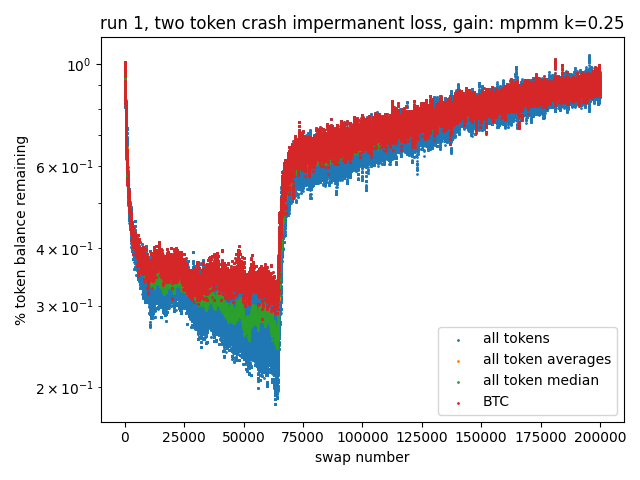 run 1, two token crash impermanent loss, gain: mpmm k=0.25
% token balance remaining
10⁰
6 × 10⁻¹
4 × 10⁻¹
3 × 10⁻¹
2 × 10⁻¹
all tokens
all token averages
all token median
BTC
0 25000 50000 75000 100000 125000 150000 175000 200000
swap number